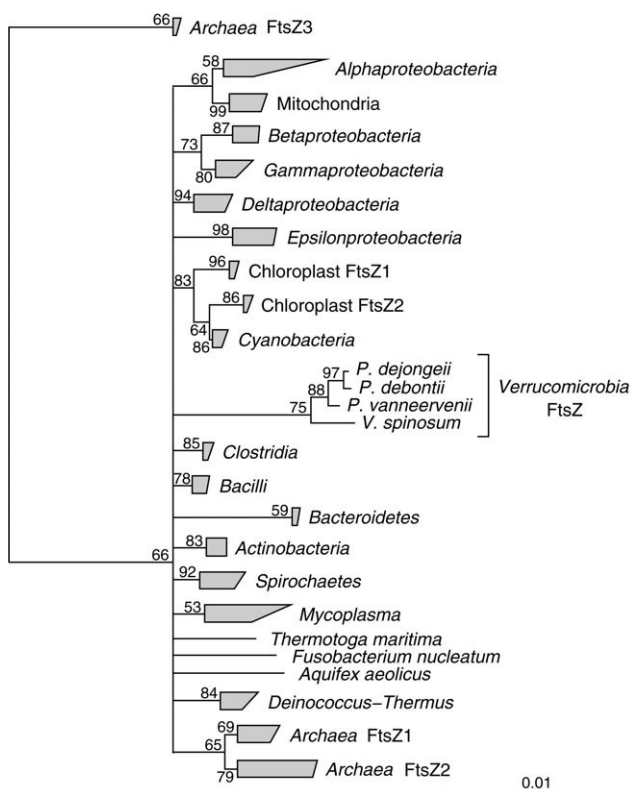 66 Archaea FtsZ3
58 Alphaproteobacteria
66
99 Mitochondria
87 Betaproteobacteria
73
80 Gammaproteobacteria
94 Deltaproteobacteria
98 Epsilonproteobacteria
96 Chloroplast FtsZ1
83
86 Chloroplast FtsZ2
64
86 Cyanobacteria
97 P. dejongeii
88 P. debontii
75 P. vanneervenii
V. spinosum
Verrucomicrobia
FtsZ
85 Clostridia
78 Bacilli
59 Bacteroidetes
83 Actinobacteria
66
92 Spirochaetes
53 Mycoplasma
Thermotoga maritima
Fusobacterium nucleatum
Aquifex aeolicus
84 Deinococcus–Thermus
69 Archaea FtsZ1
65
79 Archaea FtsZ2
0.01